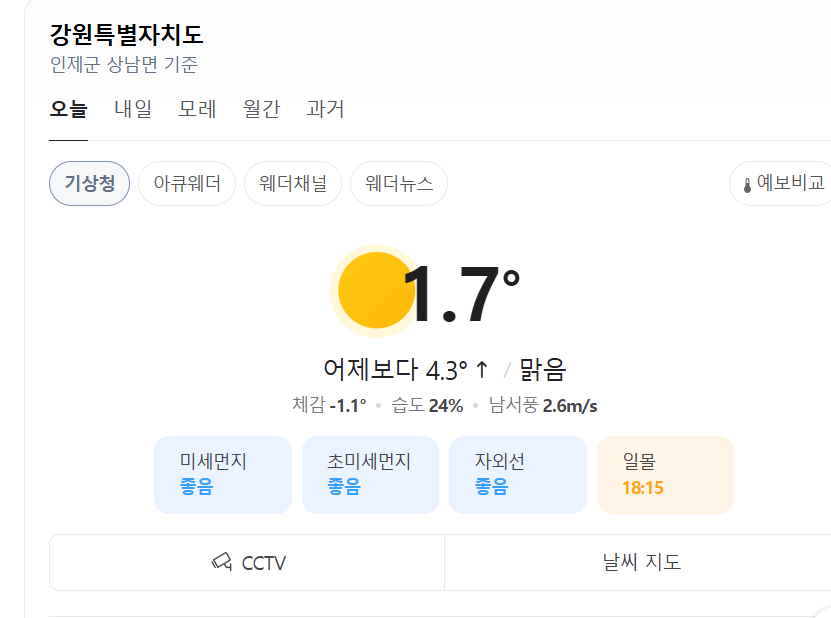 강원특별자치도
인제군 상남면 기준
오늘 내일 모레 월간 과거
기상청 아큐웨더 웨더채널 웨더뉴스 예보비교
1.7°
어제보다 4.3° ↑ / 맑음
체감 -1.1° • 습도 24% • 남서풍 2.6m/s
미세먼지 초미세먼지 자외선 일몰
좋음 좋음 좋음 18:15
CCTV 날씨 지도